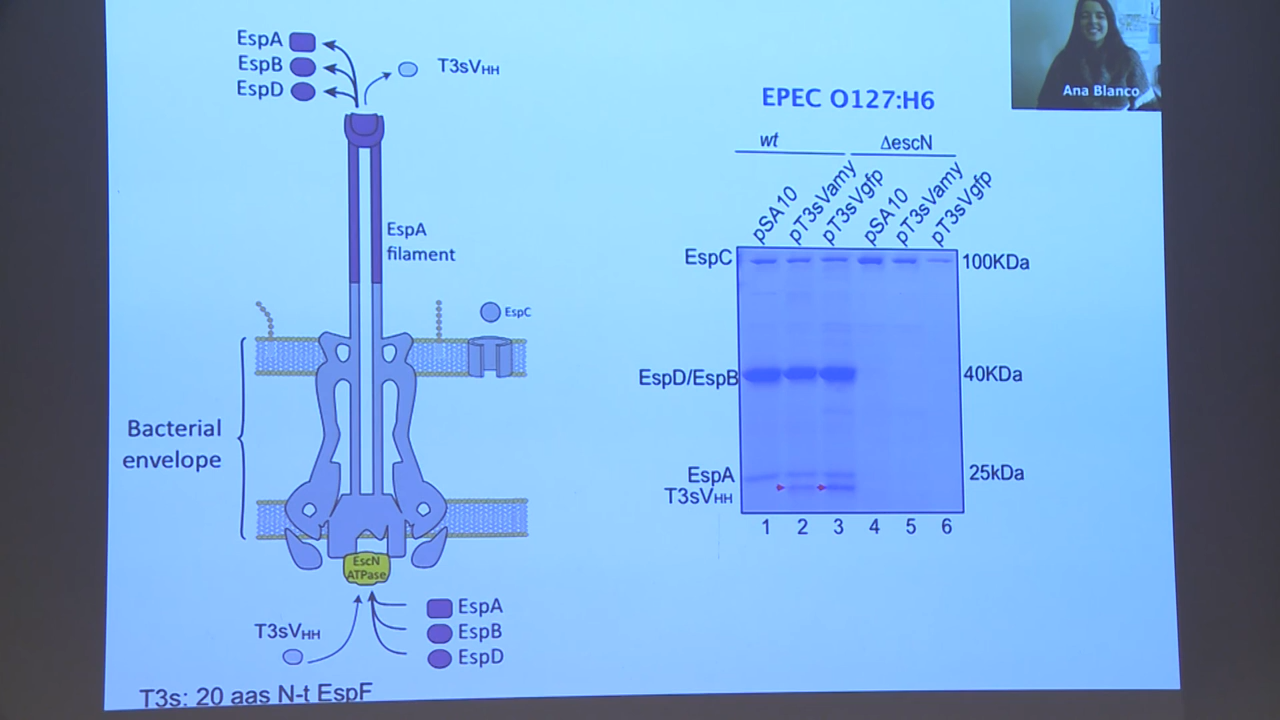 EspA
EspB
EspD
T3sVHH
EspA
filament
EspC
Bacterial
envelope
EscN
ATPase
T3sVHH
EspA
EspB
EspD
T3s: 20 aas N-t EspF
Ana Blanco
EPEC O127:H6
wt
ΔescN
pSA10
pT3sVamy
pT3sVgfp
pSA10
pT3sVamy
pT3sVgfp
EspC
100KDa
EspD/EspB
40KDa
EspA
25kDa
T3sVHH
1 2 3 4 5 6